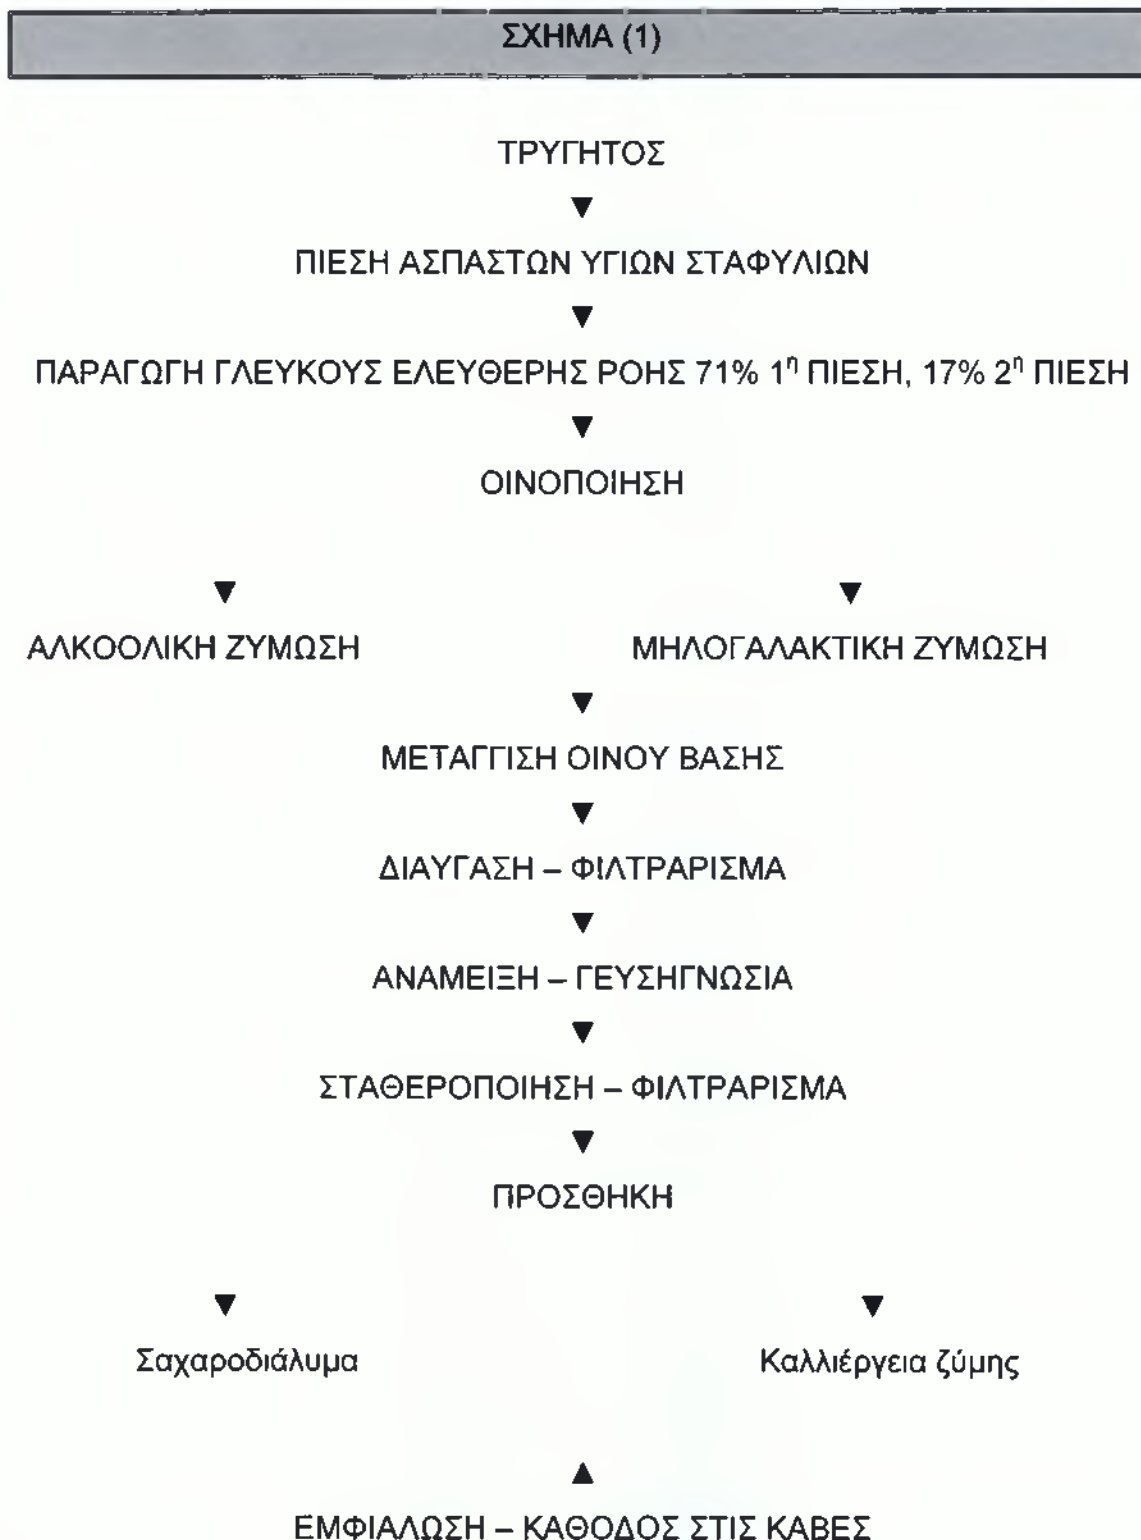 ΣΧΗΜΑ (1)
ΤΡΥΓΗΤΟΣ
ΠΙΕΣΗ ΑΣΠΑΣΤΩΝ ΥΓΙΩΝ ΣΤΑΦΥΛΙΩΝ
ΠΑΡΑΓΩΓΗ ΓΛΕΥΚΟΥΣ ΕΛΕΥΘΕΡΗΣ ΡΟΗΣ 71% 1η ΠΙΕΣΗ, 17% 2η ΠΙΕΣΗ
ΟΙΝΟΠΟΙΗΣΗ
ΑΛΚΟΟΛΙΚΗ ΖΥΜΩΣΗ ΜΗΛΟΓΑΛΑΚΤΙΚΗ ΖΥΜΩΣΗ
ΜΕΤΑΓΓΙΣΗ ΟΙΝΟΥ ΒΑΣΗΣ
ΔΙΑΥΓΑΣΗ – ΦΙΛΤΡΑΡΙΣΜΑ
ΑΝΑΜΕΙΞΗ – ΓΕΥΣΗΓΝΩΣΙΑ
ΣΤΑΘΕΡΟΠΟΙΗΣΗ – ΦΙΛΤΡΑΡΙΣΜΑ
ΠΡΟΣΘΗΚΗ
Σαχαροδιάλυμα Καλλιέργεια ζύμης
ΕΜΦΙΑΛΩΣΗ – ΚΑΘΟΔΟΣ ΣΤΙΣ ΚΑΒΕΣ